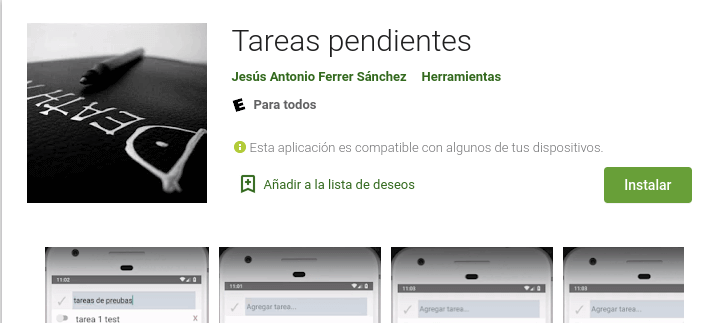 Tareas pendientes
Jesús Antonio Ferrer Sánchez Herramientas
E Para todos
Esta aplicación es compatible con algunos de tus dispositivos.
Añadir a la lista de deseos
Instalar
DEATH
11:02
tareas de preubas
tarea 1 test X
11:01
Agregar tarea...
11:03
Agregar tarea...
11:03
Agregar tarea...